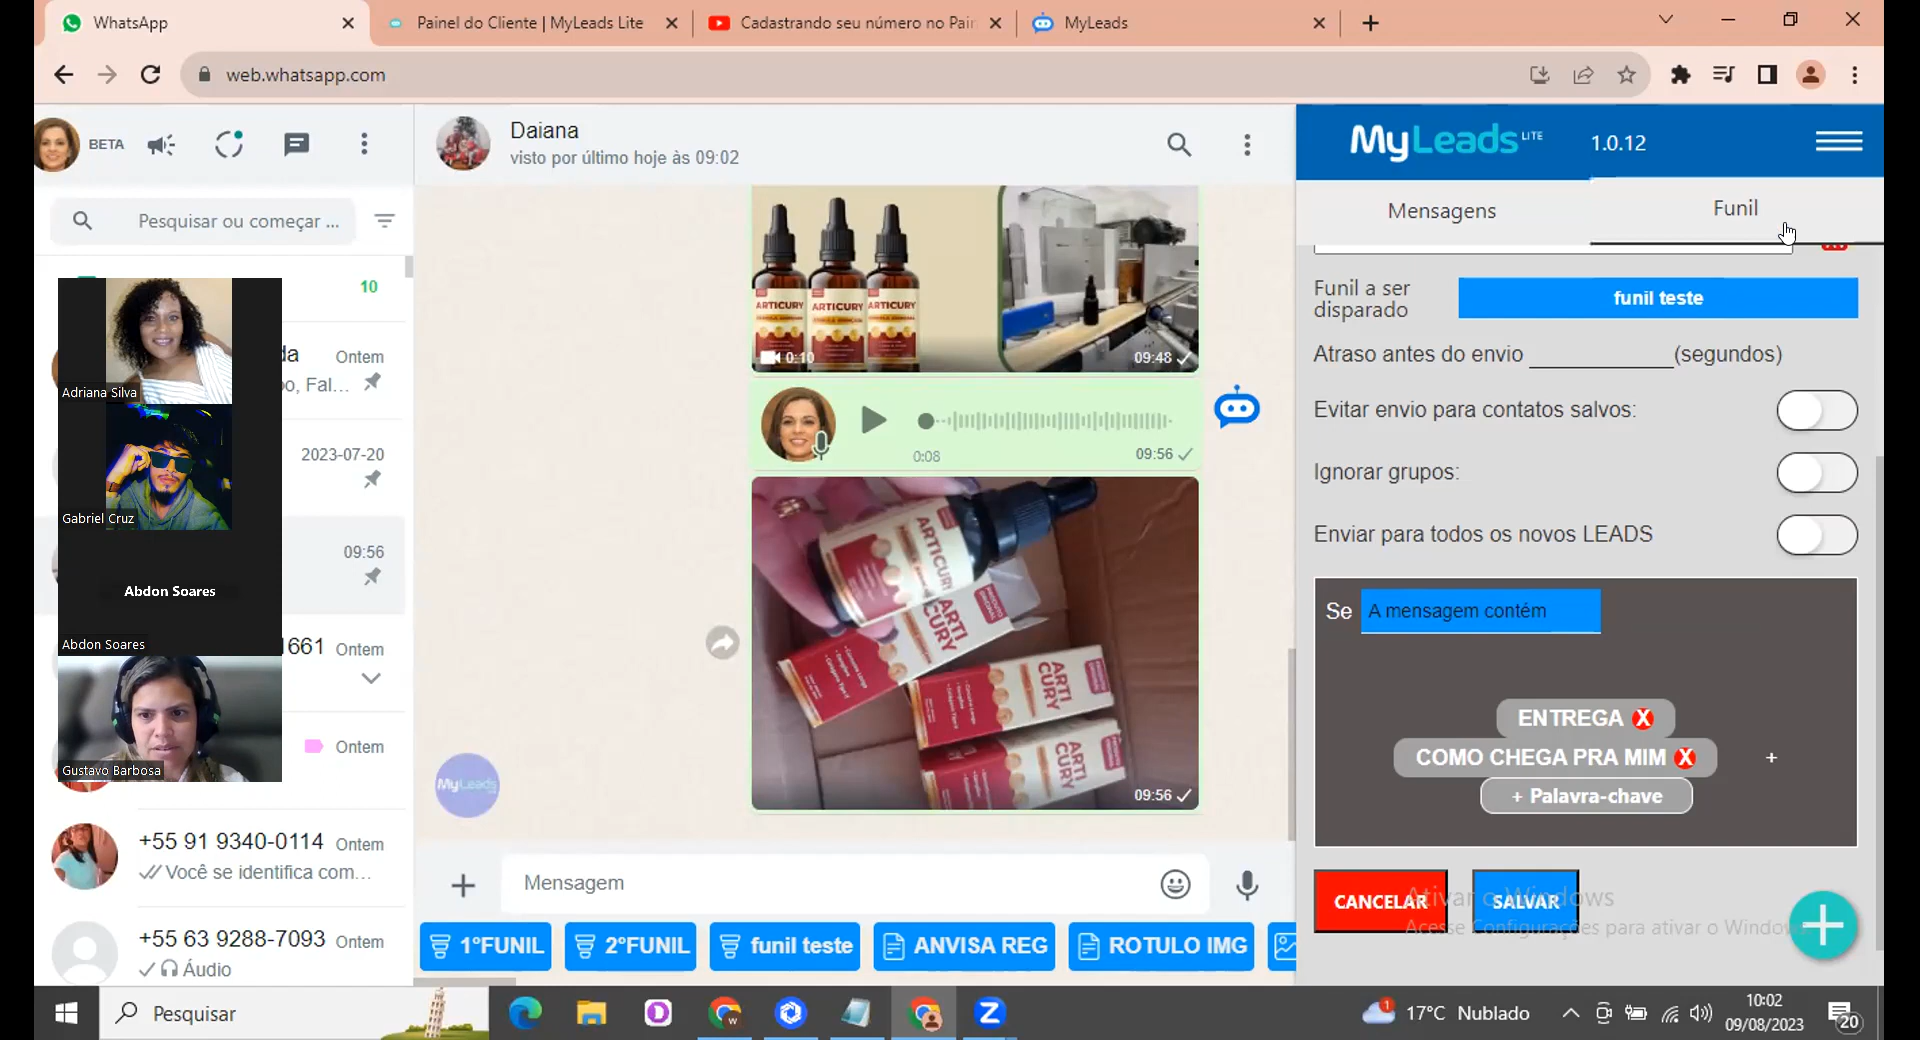 WhatsApp
Painel do Cliente | MyLeads Lite
Cadastrando seu número no Pain
MyLeads
web.whatsapp.com
BETA
Pesquisar ou começar ...
10
da
Ontem
oo, Fal...
2023-07-20
09:56
1661
Ontem
Ontem
+55 91 9340-0114
Ontem
Você se identifica com...
+55 63 9288-7093
Ontem
Áudio
Adriana Silva
Gabriel Cruz
Abdon Soares
Abdon Soares
Gustavo Barbosa
Daiana
visto por último hoje às 09:02
ARTICURY
ARTICURY
ARTICURY
0:10
09:48
0:08
09:56
ARTICURY
ARTI
CURY
ARTI
CURY
ARTI
CURY
09:56
MyLeads
Mensagem
1ºFUNIL
2ºFUNIL
funil teste
ANVISA REG
ROTULO IMG
MyLeads LITE
1.0.12
Mensagens
Funil
Funil a ser
disparado
funil teste
Atraso antes do envio
(segundos)
Evitar envio para contatos salvos:
Ignorar grupos:
Enviar para todos os novos LEADS
Se
A mensagem contém
ENTREGA X
COMO CHEGA PRA MIM X
+
+ Palavra-chave
CANCELAR
SALVAR
Ativar o Windows
Acesse Configurações para ativar o Windows
Pesquisar
17°C Nublado
10:02
09/08/2023
20